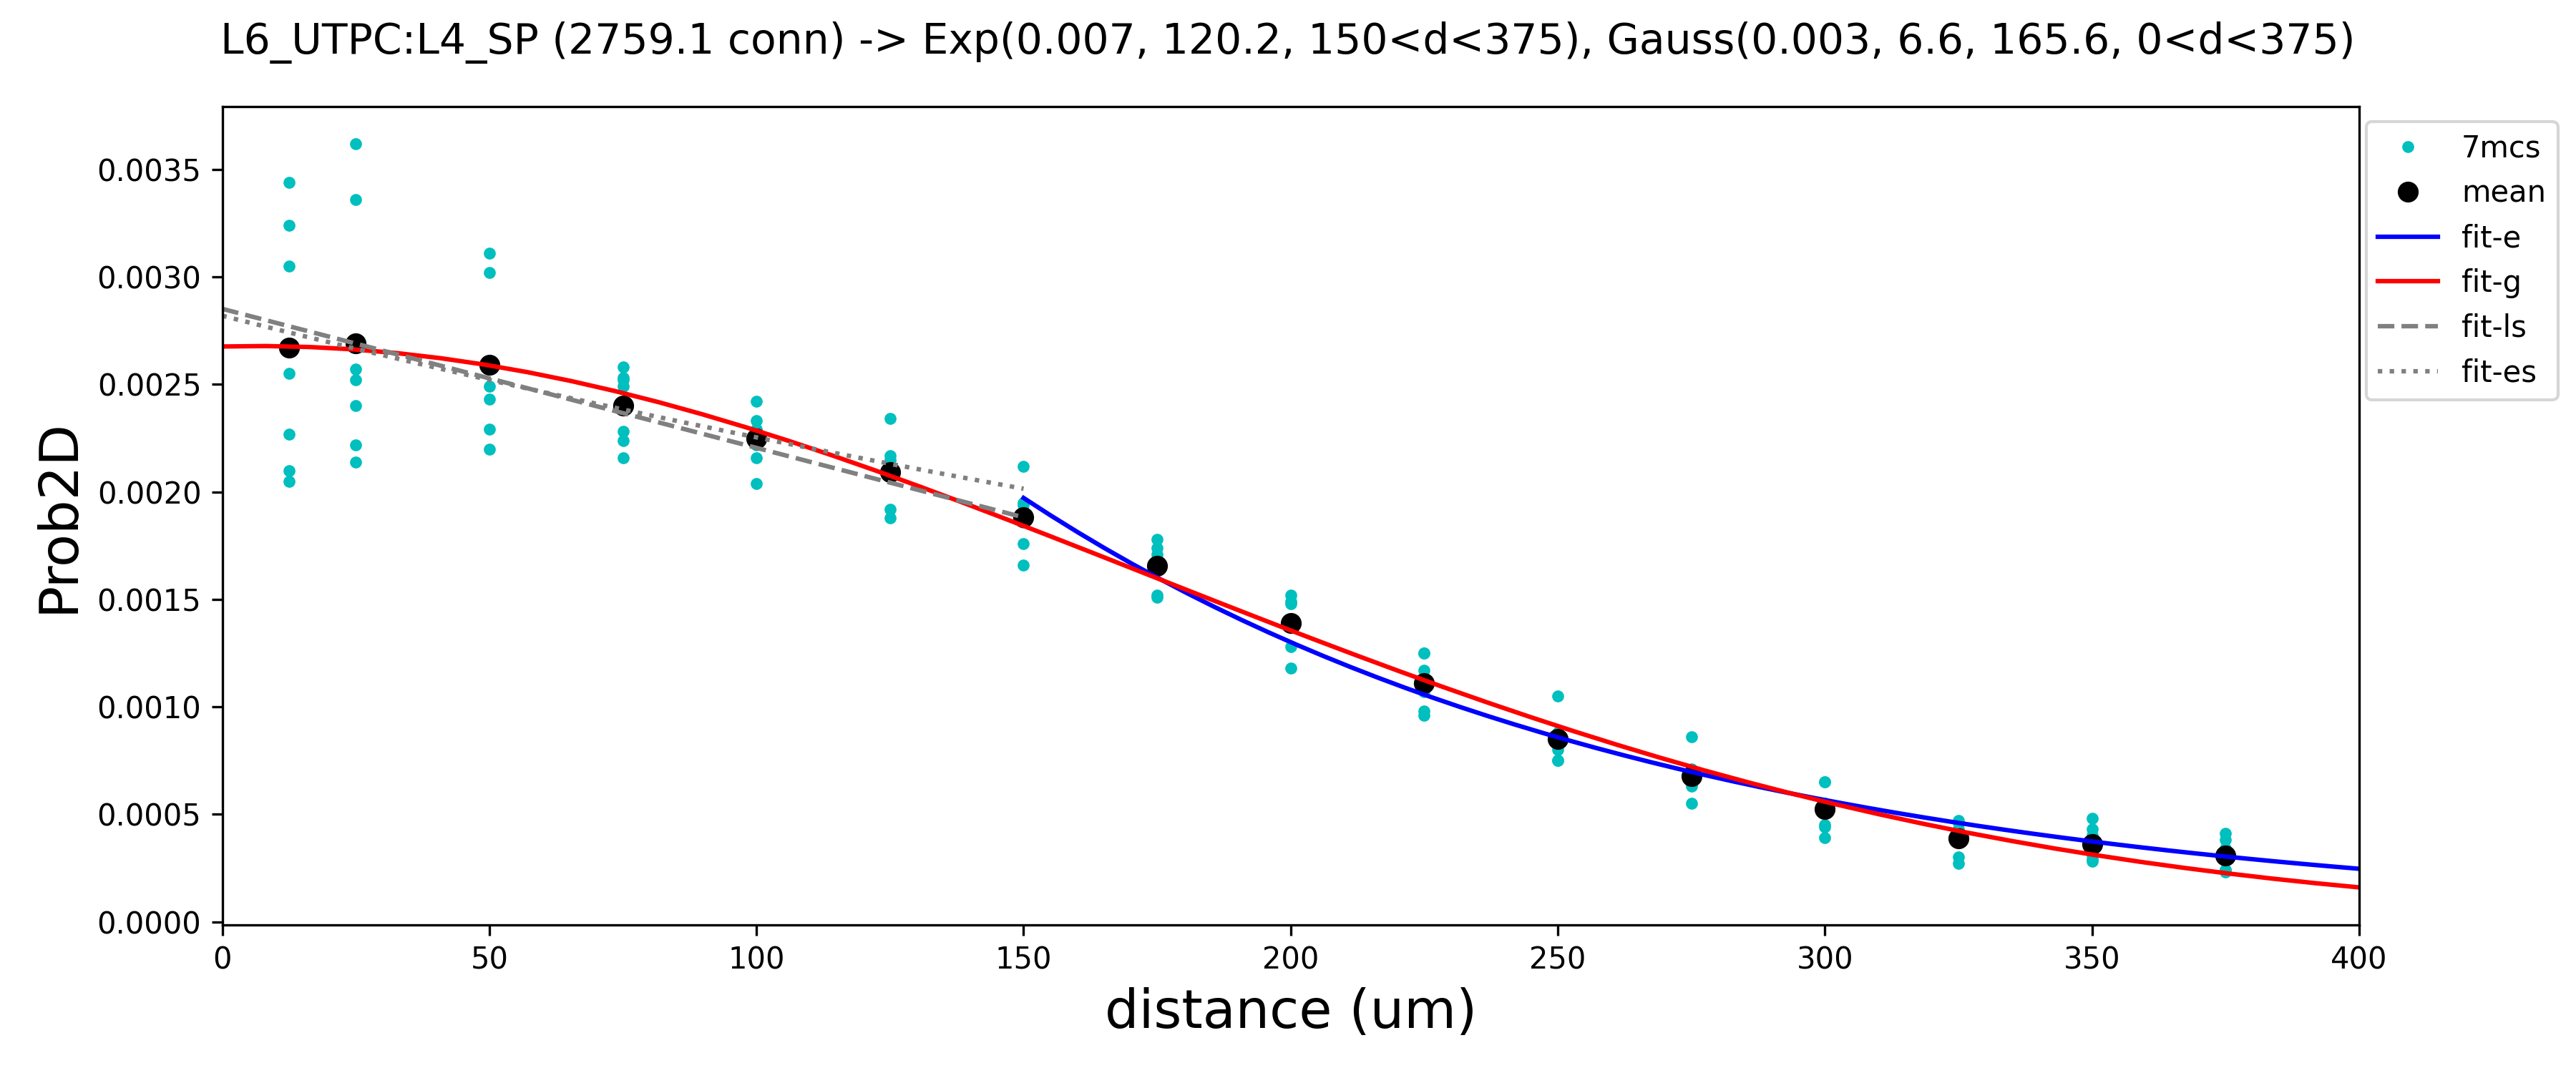 L6_UTPC:L4_SP (2759.1 conn) -> Exp(0.007, 120.2, 150<d<375), Gauss(0.003, 6.6, 165.6, 0<d<375)
7mcs
mean
fit-e
fit-g
fit-ls
fit-es
Prob2D
0.0035
0.0030
0.0025
0.0020
0.0015
0.0010
0.0005
0.0000
0 50 100 150 200 250 300 350 400
distance (um)